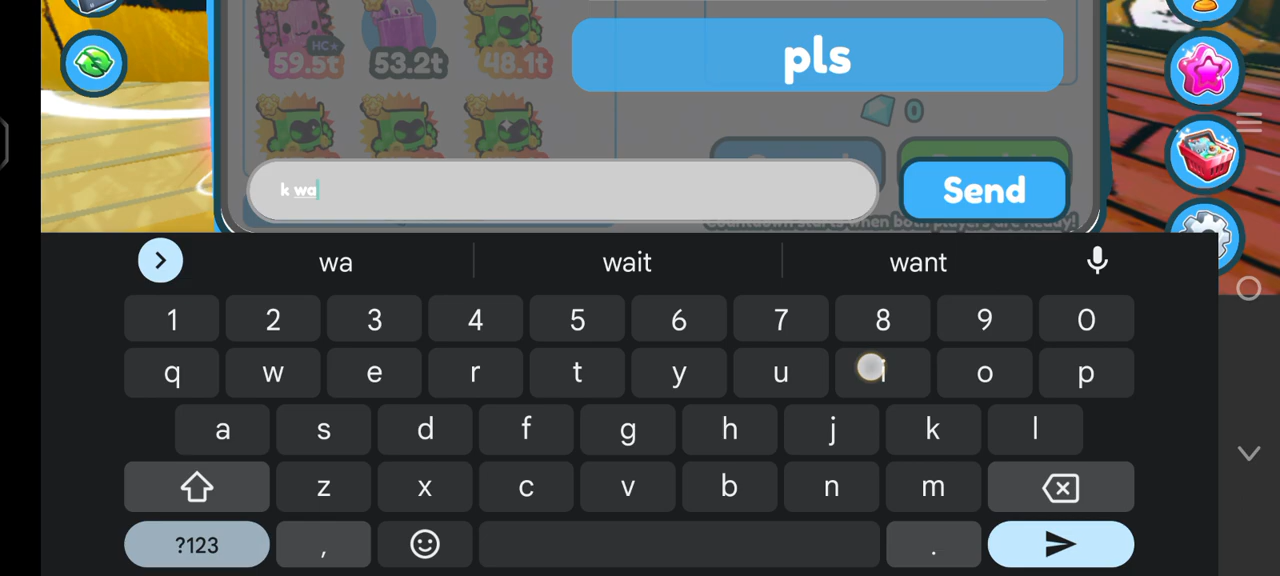 HC★
59.5t 53.2t 48.1t
pls
0
k wa
Send
Countdown starts when both players are Ready!
wa wait want
1 2 3 4 5 6 7 8 9 0
q w e r t y u i o p
a s d f g h j k l
z x c v b n m
?123 , .